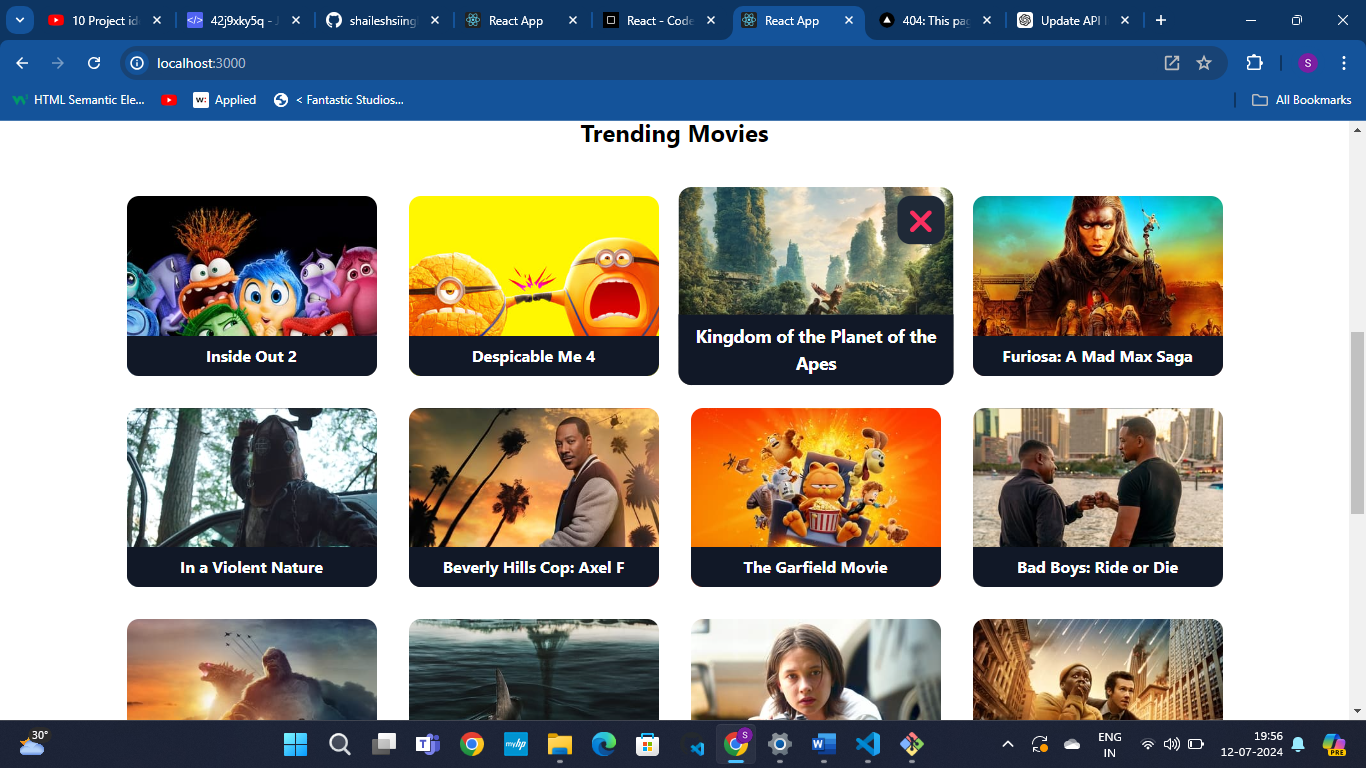 10 Project ide
42j9xky5q - J
shaileshsiing
React App
React - Code
React App
404: This pag
Update API
localhost:3000
S
HTML Semantic Ele...
W:
Applied
< Fantastic Studios...
All Bookmarks
Trending Movies
Inside Out 2
Despicable Me 4
Kingdom of the Planet of the
Apes
Furiosa: A Mad Max Saga
In a Violent Nature
Beverly Hills Cop: Axel F
The Garfield Movie
Bad Boys: Ride or Die
30°
myhp
S
ENG
IN
19:56
12-07-2024
PRE